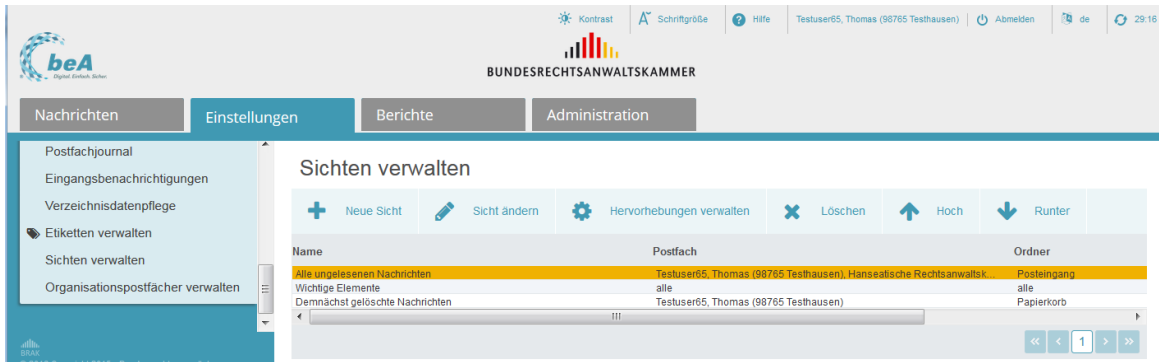 Kontrast Schriftgröße Hilfe Testuser65, Thomas (98765 Testhausen) Abmelden de 29:16
beA
Digital. Einfach. Sicher.
BUNDESRECHTSANWALTSKAMMER
Nachrichten Einstellungen Berichte Administration
Postfachjournal
Eingangsbenachrichtigungen
Verzeichnisdatenpflege
Etiketten verwalten
Sichten verwalten
Organisationspostfächer verwalten
BRAK
Sichten verwalten
Neue Sicht Sicht ändern Hervorhebungen verwalten Löschen Hoch Runter
Name Postfach Ordner
Alle ungelesenen Nachrichten Testuser65, Thomas (98765 Testhausen), Hanseatische Rechtsanwaltsk... Posteingang
Wichtige Elemente alle alle
Demnächst gelöschte Nachrichten Testuser65, Thomas (98765 Testhausen) Papierkorb
« < 1 > »